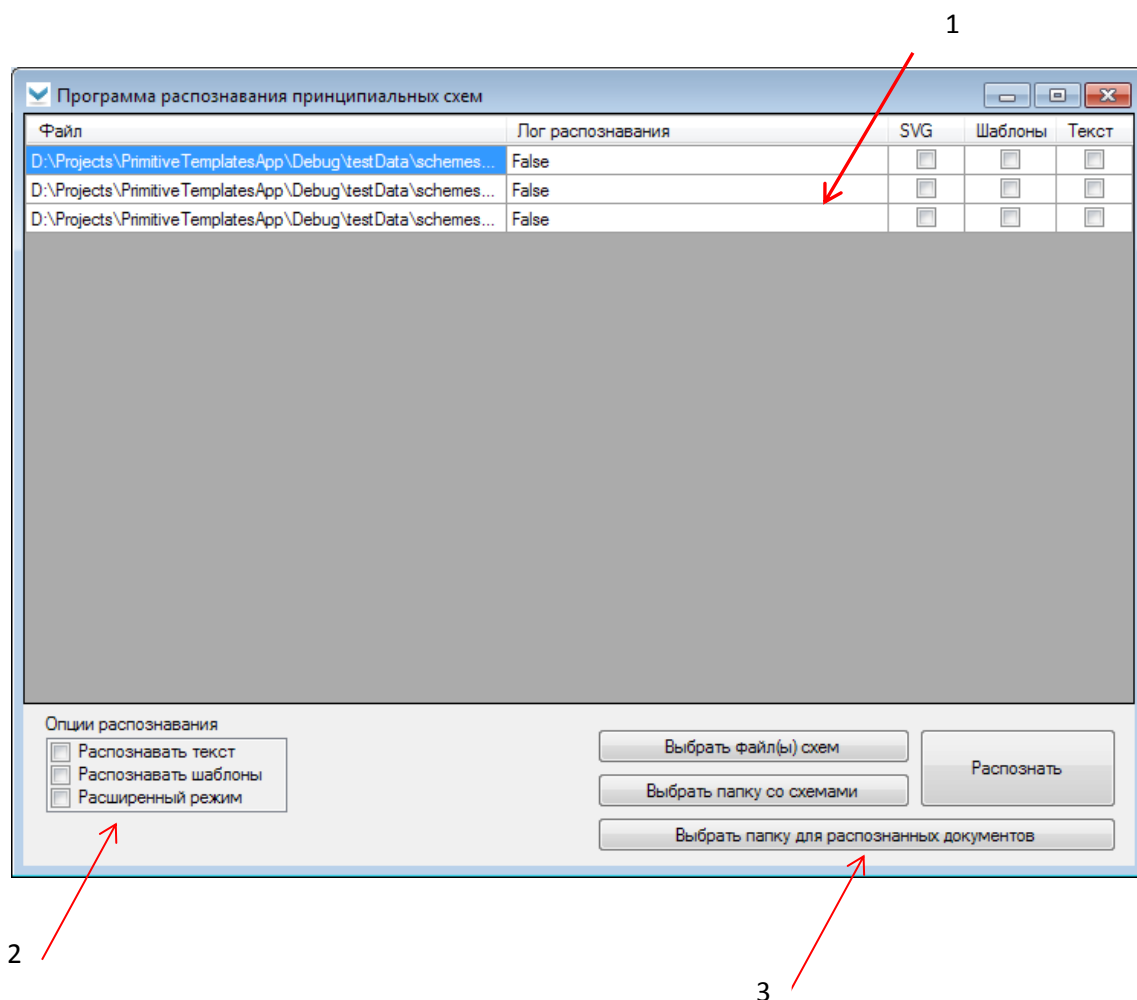 1
Программа распознавания принципиальных схем
Файл Лог распознавания SVG Шаблоны Текст
D:\Projects\PrimitiveTemplatesApp\Debug\testData\schemes... False
D:\Projects\PrimitiveTemplatesApp\Debug\testData\schemes... False
D:\Projects\PrimitiveTemplatesApp\Debug\testData\schemes... False
Опции распознавания
Распознавать текст
Распознавать шаблоны
Расширенный режим
Выбрать файл(ы) схем
Выбрать папку со схемами
Распознать
Выбрать папку для распознанных документов
2
3